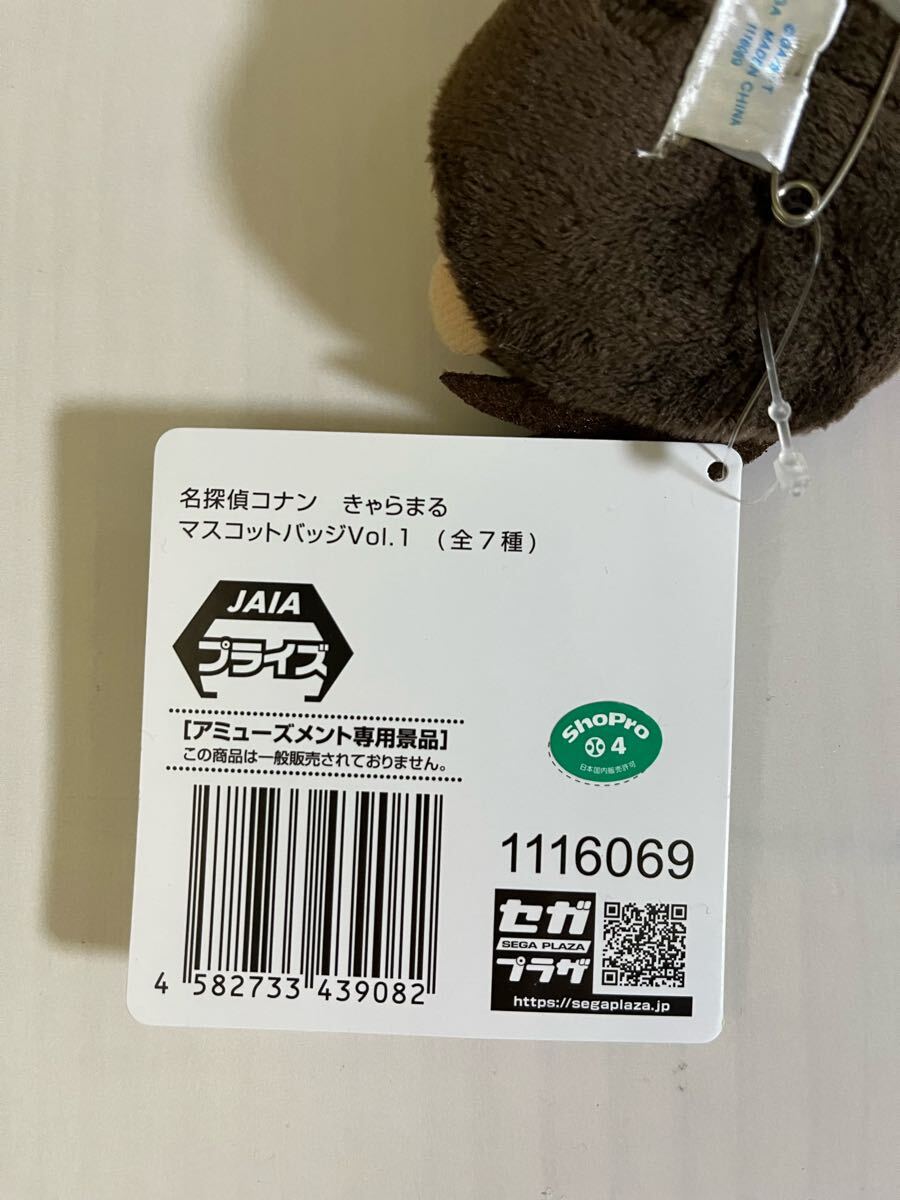 ©GA/S・T
MADE IN CHINA
1116069
名探偵コナン　きゃらまる
マスコットバッジVol.1　(全７種)
JAIA
プライズ
[アミューズメント専用景品]
この商品は一般販売されておりません。
ShoPro
4
日本国内販売許可
1116069
セガ
SEGA PLAZA
プラザ
https://segaplaza.jp
4 582733 439082